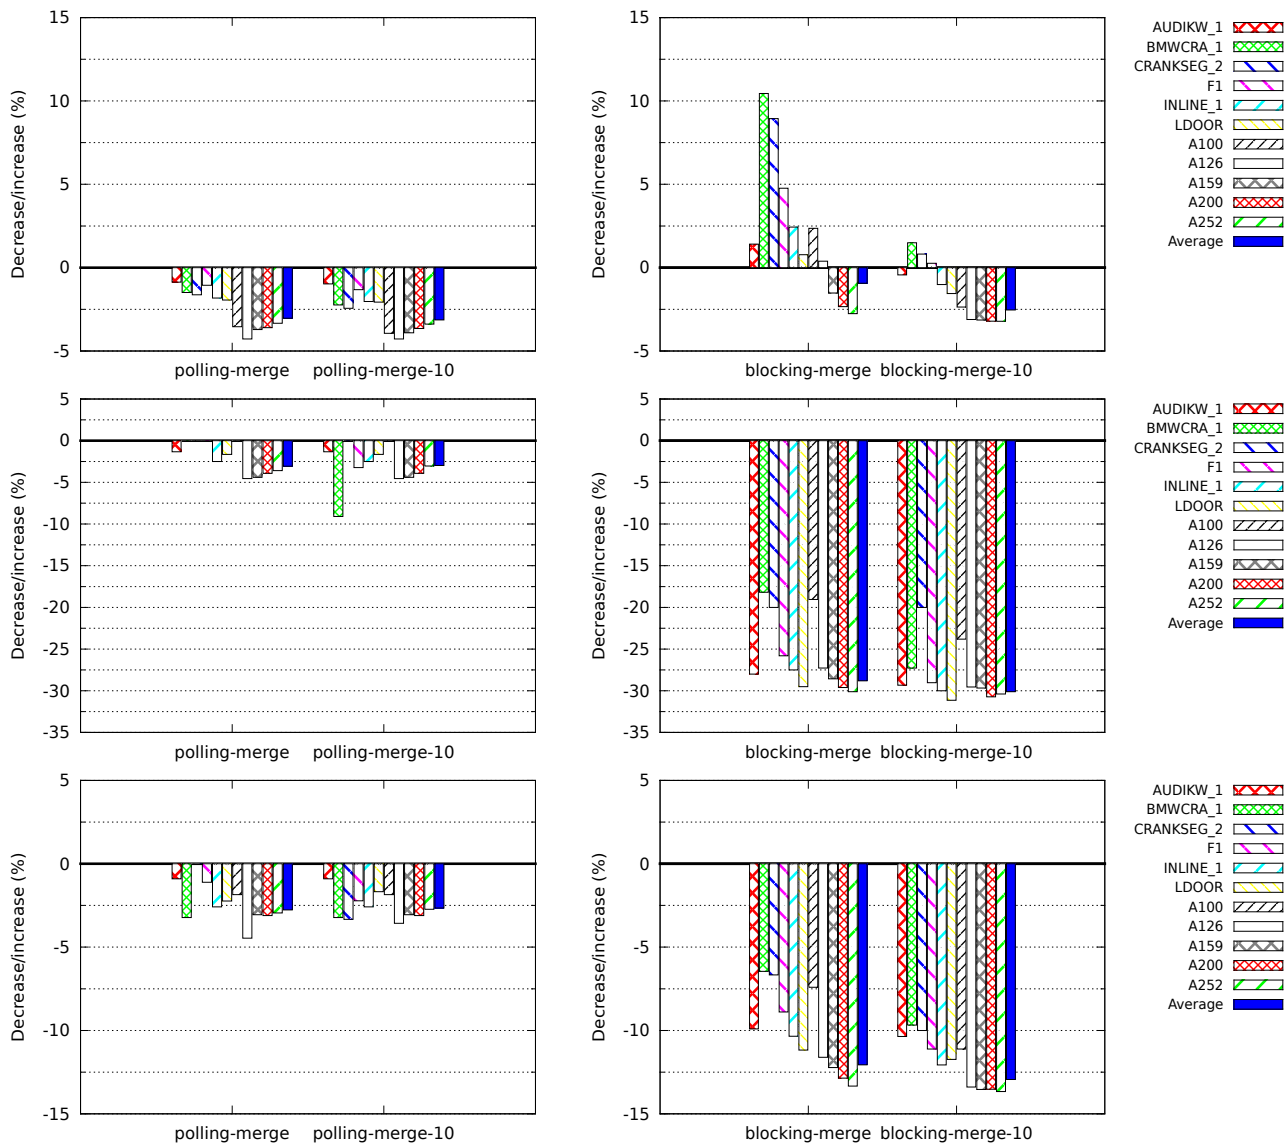 15
10
5
0
-5
Decrease/increase (%)
polling-merge
polling-merge-10
15
10
5
0
-5
Decrease/increase (%)
blocking-merge
blocking-merge-10
AUDIKW_1
BMWCRA_1
CRANKSEG_2
F1
INLINE_1
LDOOR
A100
A126
A159
A200
A252
Average
5
0
-5
-10
-15
-20
-25
-30
-35
Decrease/increase (%)
polling-merge
polling-merge-10
5
0
-5
-10
-15
-20
-25
-30
-35
Decrease/increase (%)
blocking-merge
blocking-merge-10
AUDIKW_1
BMWCRA_1
CRANKSEG_2
F1
INLINE_1
LDOOR
A100
A126
A159
A200
A252
Average
5
0
-5
-10
-15
Decrease/increase (%)
polling-merge
polling-merge-10
5
0
-5
-10
-15
Decrease/increase (%)
blocking-merge
blocking-merge-10
AUDIKW_1
BMWCRA_1
CRANKSEG_2
F1
INLINE_1
LDOOR
A100
A126
A159
A200
A252
Average